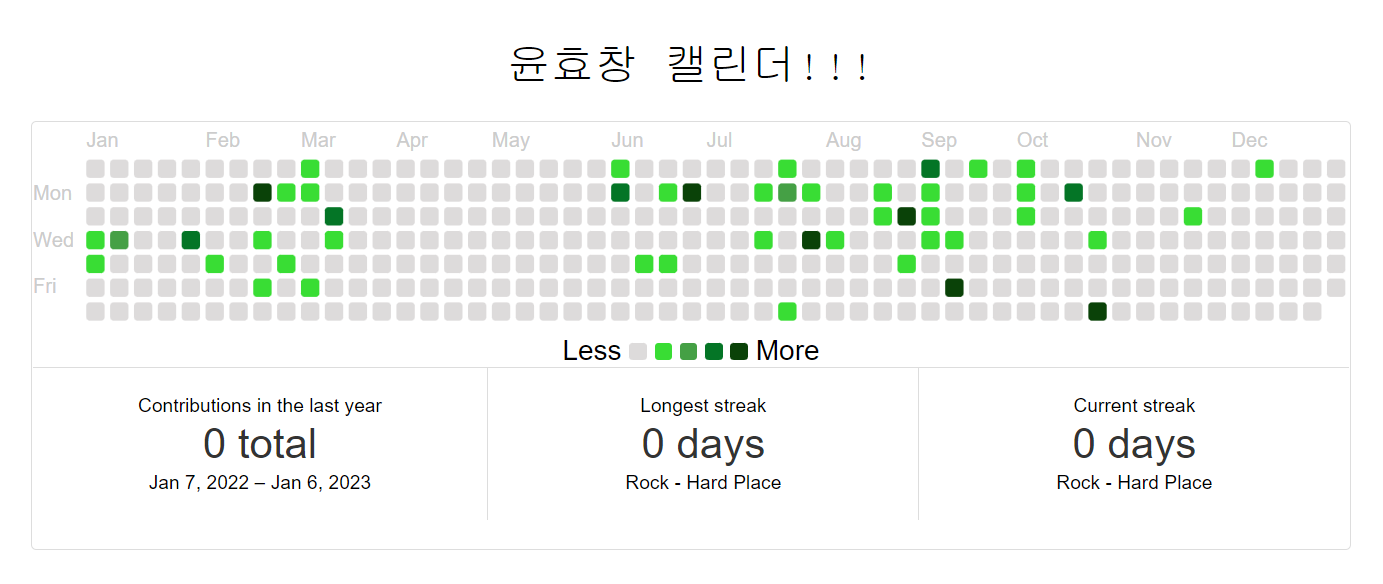 윤효창 캘린더!!!
Jan Feb Mar Apr May Jun Jul Aug Sep Oct Nov Dec
Mon
Wed
Fri
Less More
Contributions in the last year
0 total
Jan 7, 2022 – Jan 6, 2023
Longest streak
0 days
Rock - Hard Place
Current streak
0 days
Rock - Hard Place